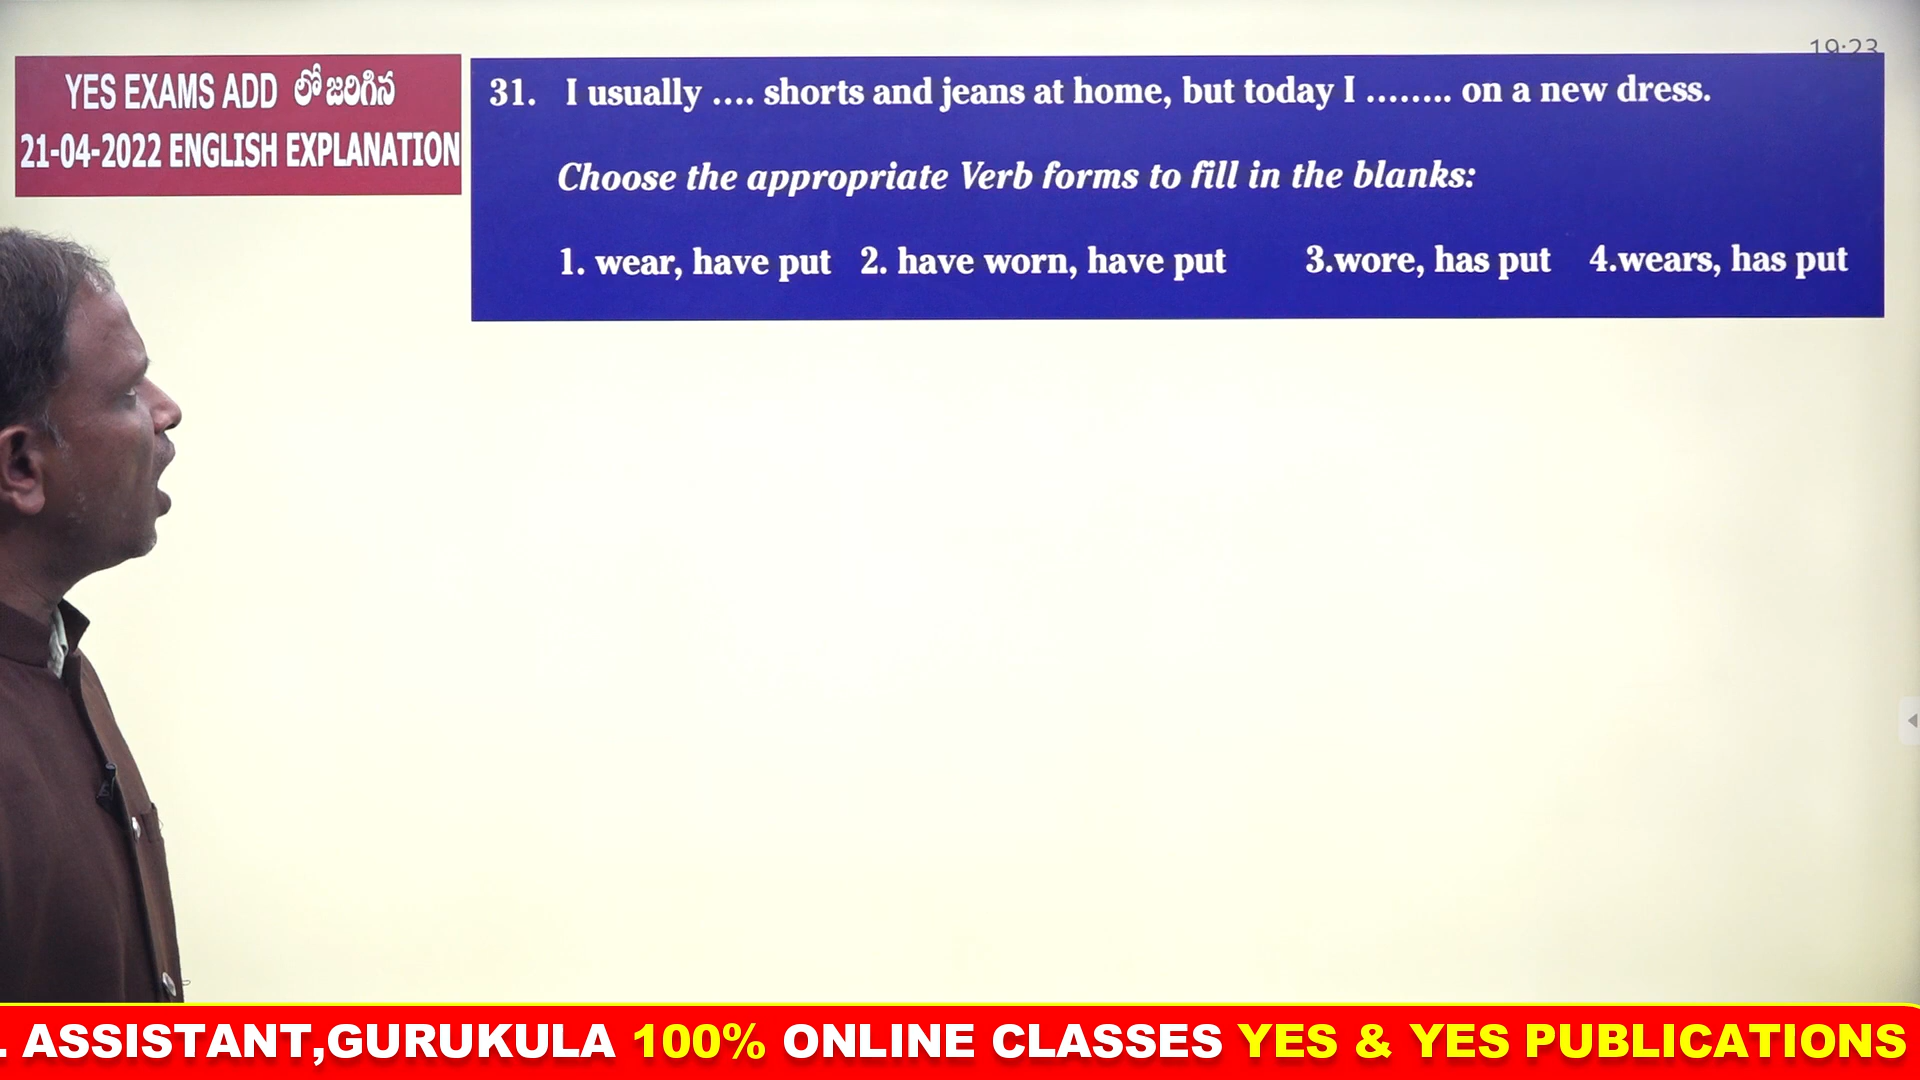 19:23
YES EXAMS ADD లో జరిగిన
21-04-2022 ENGLISH EXPLANATION
31. I usually .... shorts and jeans at home, but today I ........ on a new dress.
Choose the appropriate Verb forms to fill in the blanks:
1. wear, have put 2. have worn, have put 3.wore, has put 4.wears, has put
. ASSISTANT,GURUKULA 100% ONLINE CLASSES YES & YES PUBLICATIONS